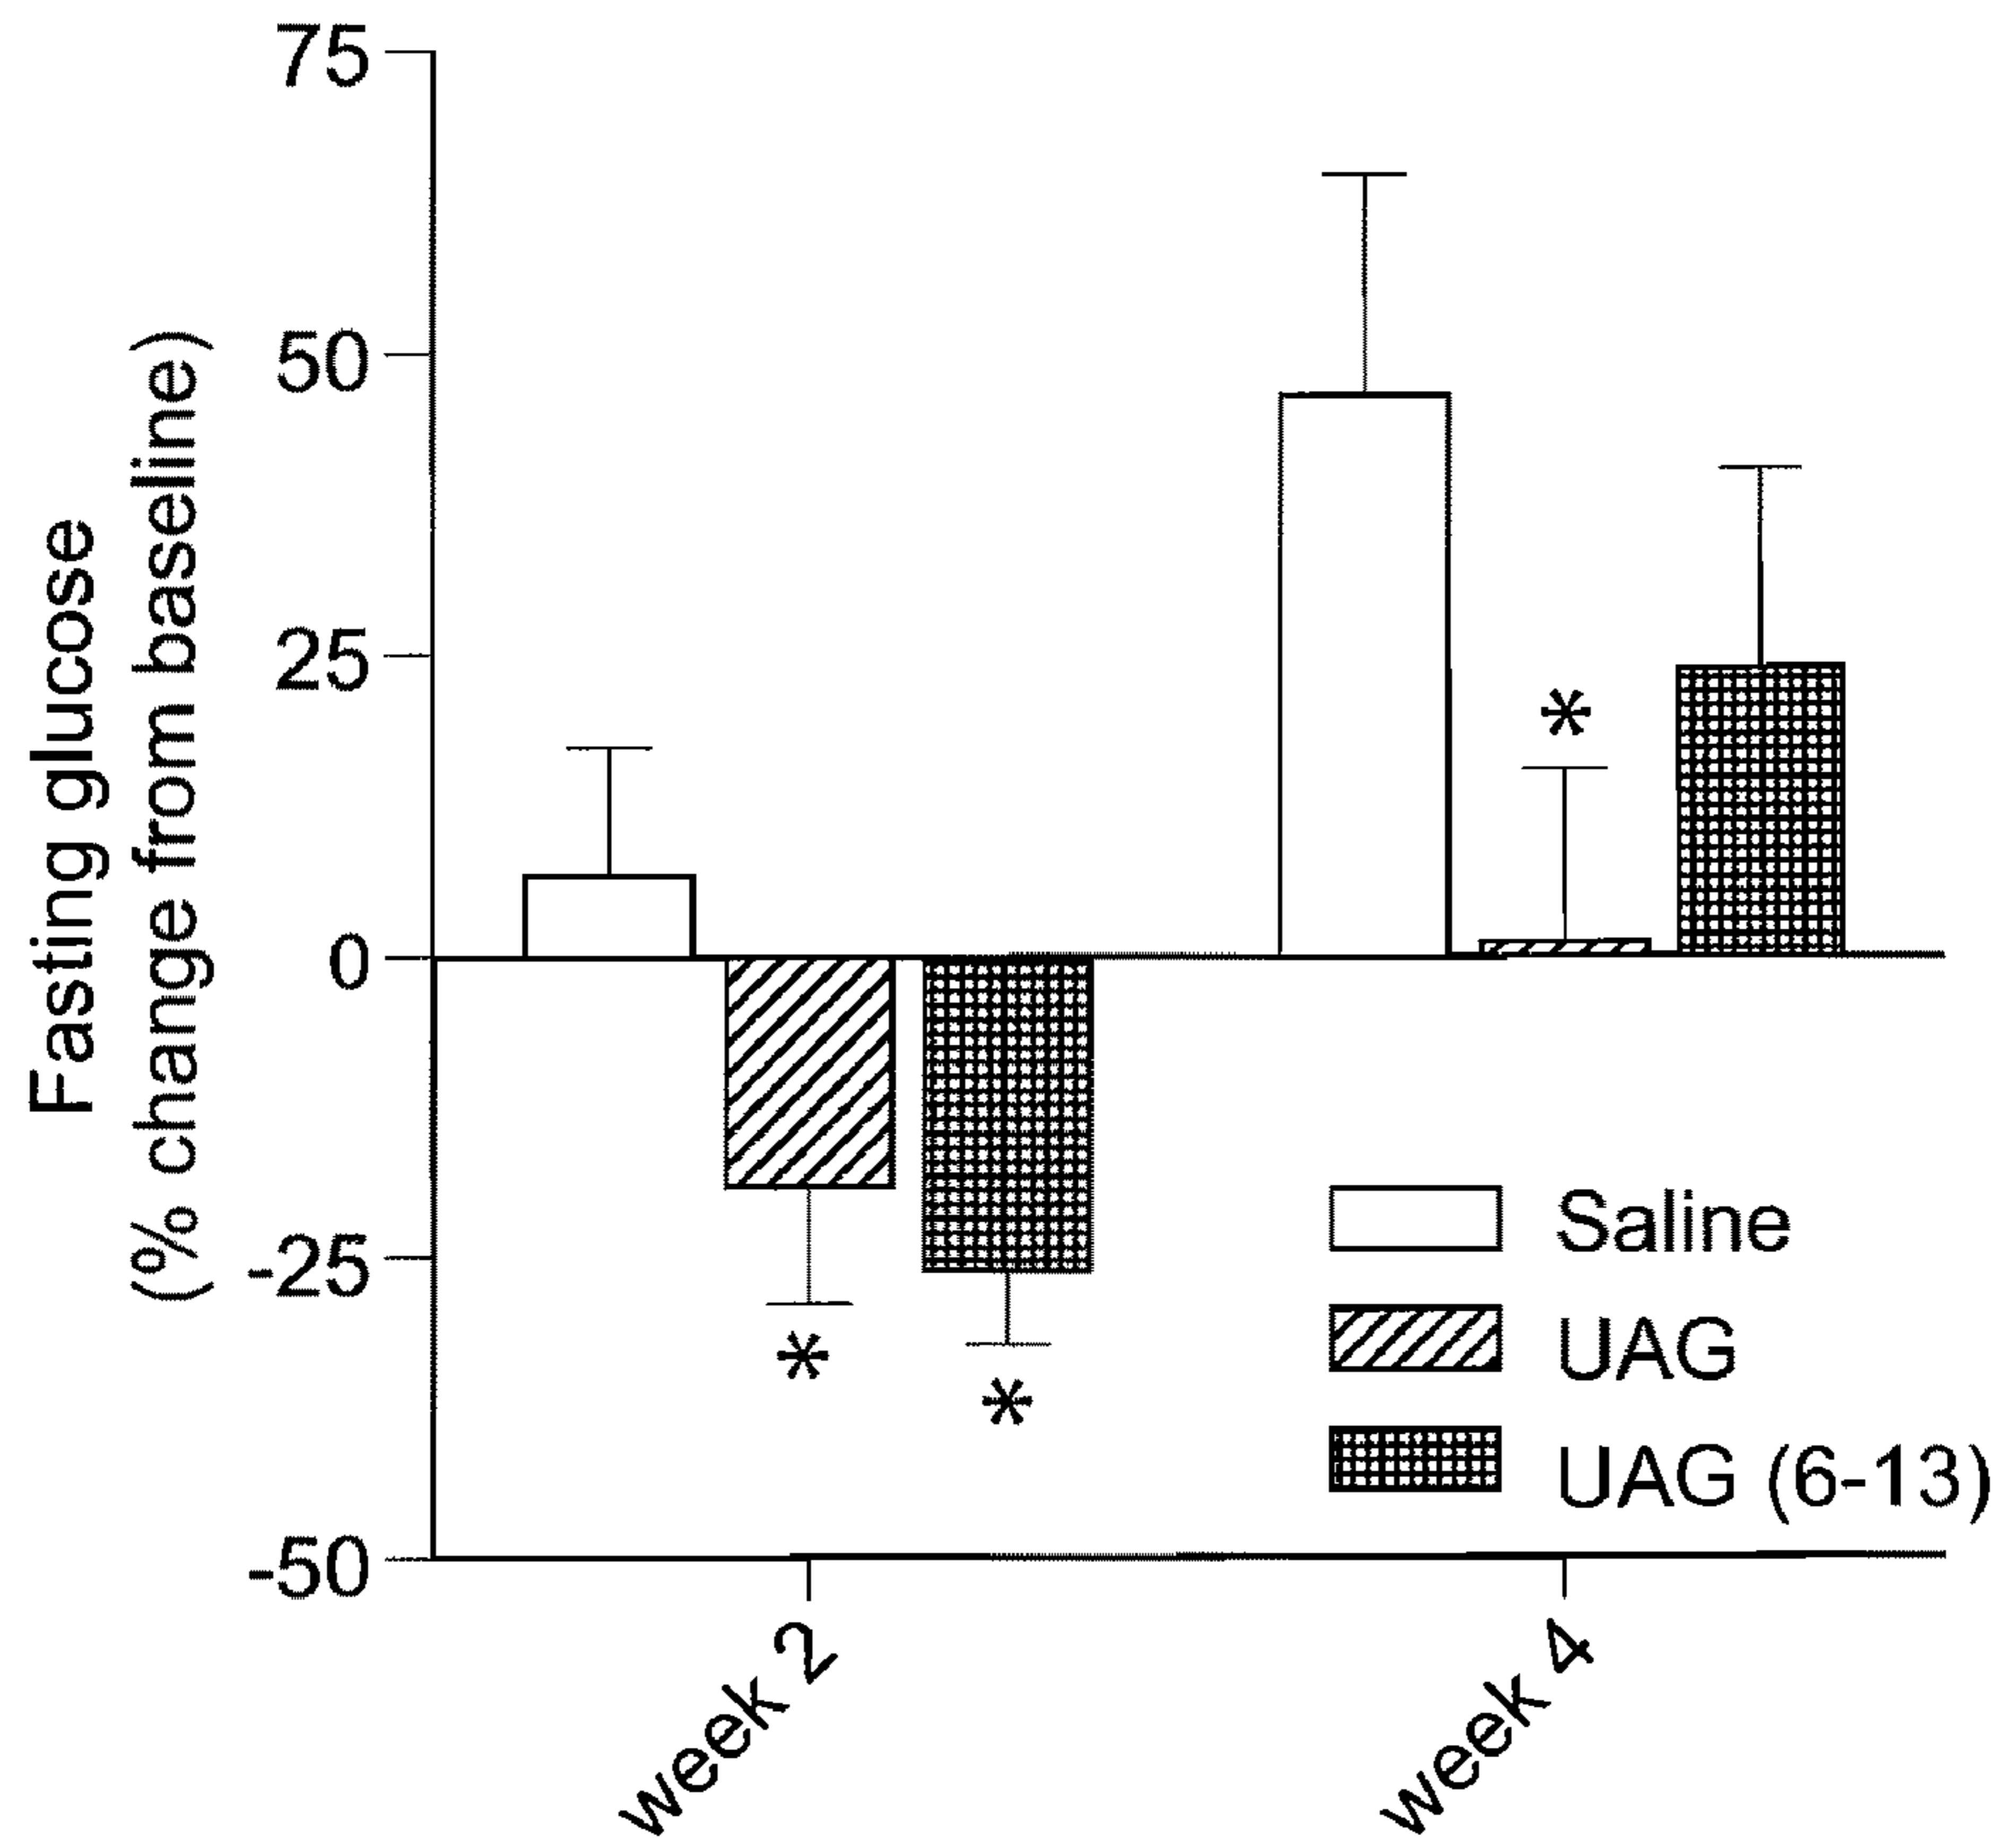 Fasting glucose
(% change from baseline)
75
50
25
0
-25
-50
*
*
*
Saline
UAG
UAG (6-13)
week 2
week 4